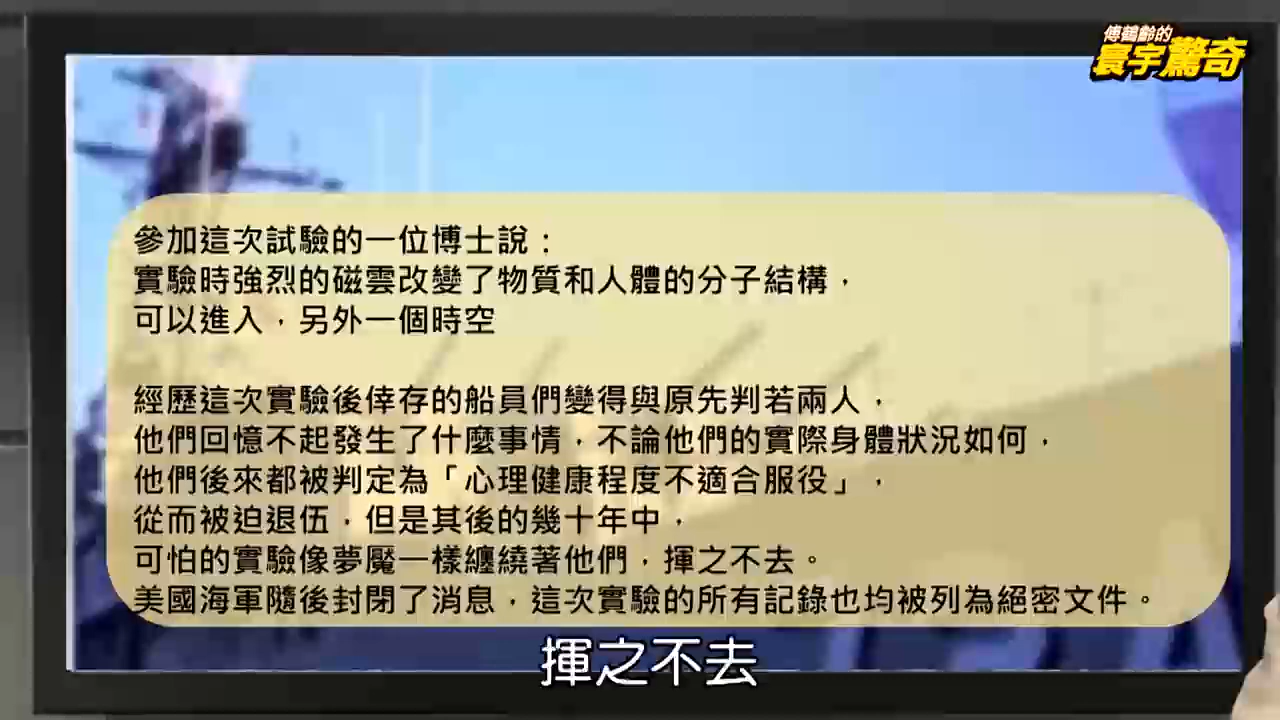 傅鶴齡的
寰宇驚奇
參加這次試驗的一位博士說：
實驗時強烈的磁雲改變了物質和人體的分子結構，
可以進入，另外一個時空
經歷這次實驗後倖存的船員們變得與原先判若兩人，
他們回憶不起發生了什麼事情，不論他們的實際身體狀況如何，
他們後來都被判定為「心理健康程度不適合服役」，
從而被迫退伍，但是其後的幾十年中，
可怕的實驗像夢魘一樣纏繞著他們，揮之不去。
美國海軍隨後封閉了消息，這次實驗的所有記錄也均被列為絕密文件。
揮之不去